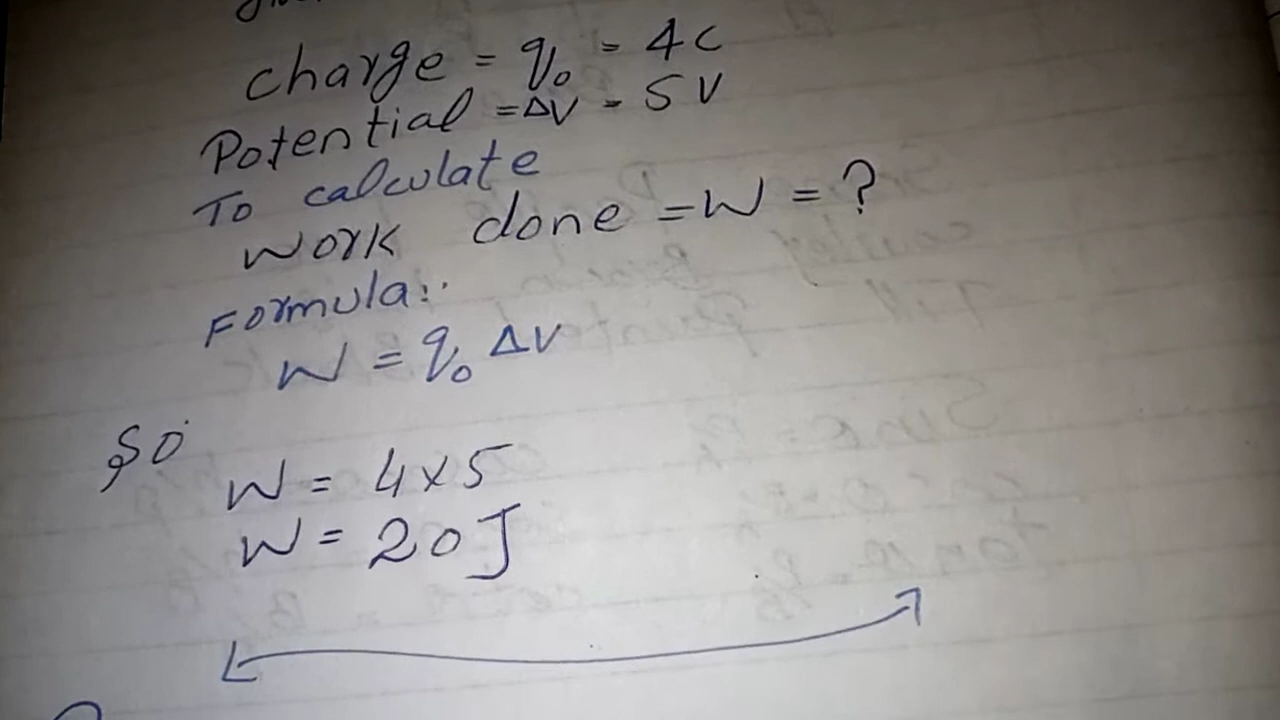 charge = q₀ = 4C
Potential = ΔV = 5V
To calculate
work done = W = ?
Formula:.
W = q₀ ΔV
So
W = 4 x 5
W = 20J